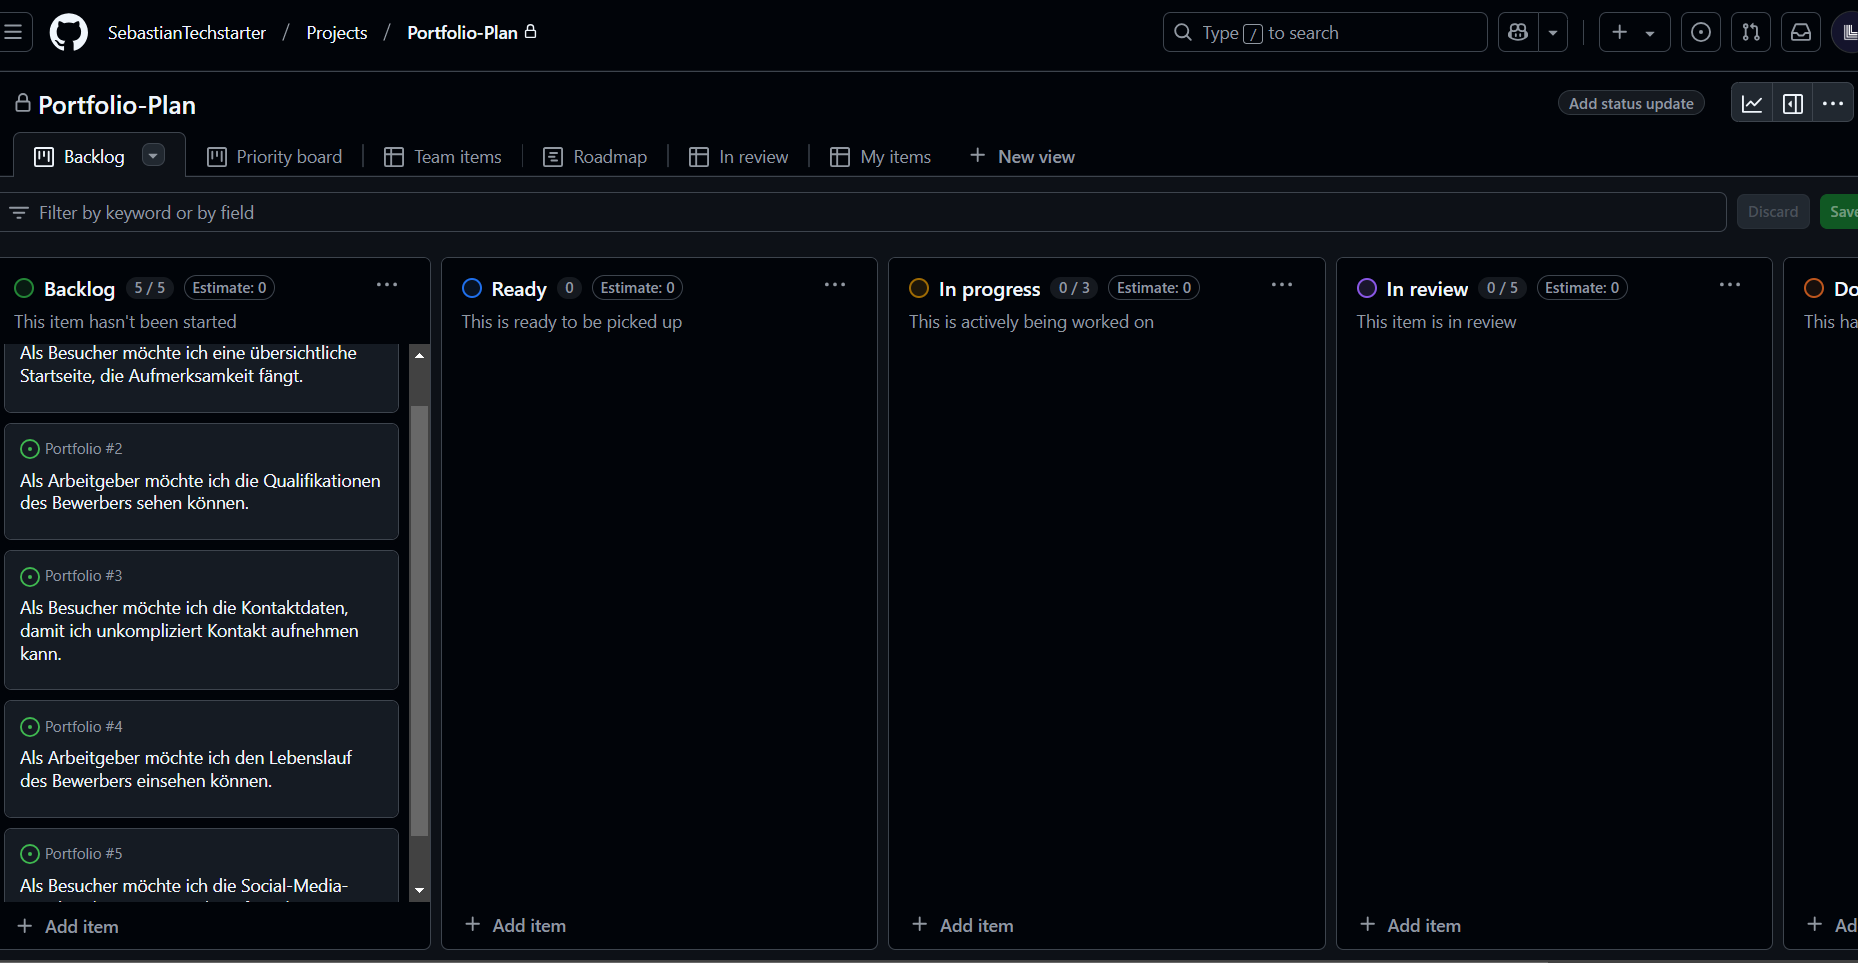 SebastianTechstarter / Projects / Portfolio-Plan
Type / to search
Portfolio-Plan
Add status update
Backlog
Priority board
Team items
Roadmap
In review
My items
New view
Filter by keyword or by field
Discard
Save
Backlog 5 / 5 Estimate: 0
This item hasn't been started
Als Besucher möchte ich eine übersichtliche
Startseite, die Aufmerksamkeit fängt.
Portfolio #2
Als Arbeitgeber möchte ich die Qualifikationen
des Bewerbers sehen können.
Portfolio #3
Als Besucher möchte ich die Kontaktdaten,
damit ich unkompliziert Kontakt aufnehmen
kann.
Portfolio #4
Als Arbeitgeber möchte ich den Lebenslauf
des Bewerbers einsehen können.
Portfolio #5
Als Besucher möchte ich die Social-Media-
Add item
Ready 0 Estimate: 0
This is ready to be picked up
Add item
In progress 0 / 3 Estimate: 0
This is actively being worked on
Add item
In review 0 / 5 Estimate: 0
This item is in review
Add item
Do
This ha
Ad